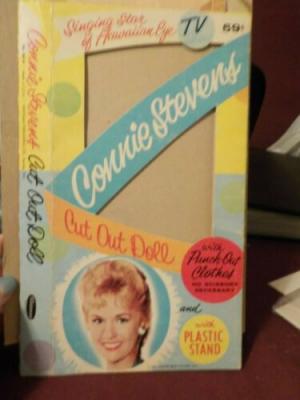 Singing Star
of Hawaiian Eye
TV
69¢
Connie Stevens
Cut Out Doll
with
Punch-Out
Clothes
NO SCISSORS
NECESSARY
and
with
PLASTIC
STAND
Connie Stevens
Cut Out Doll